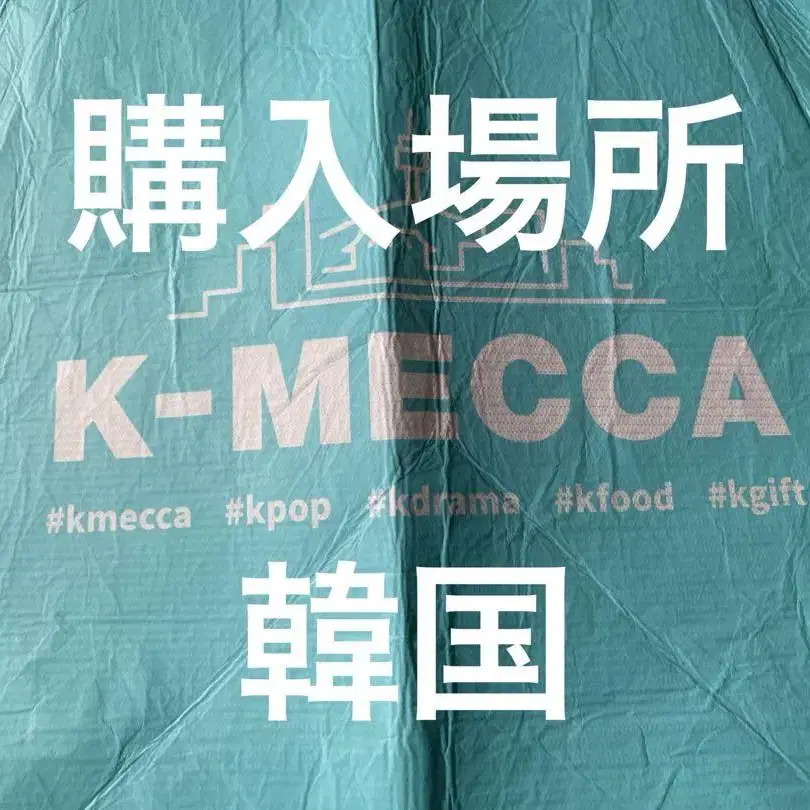 購入場所
K-MECCA
#kmecca #kpop #kdrama #kfood #kgift
韓国